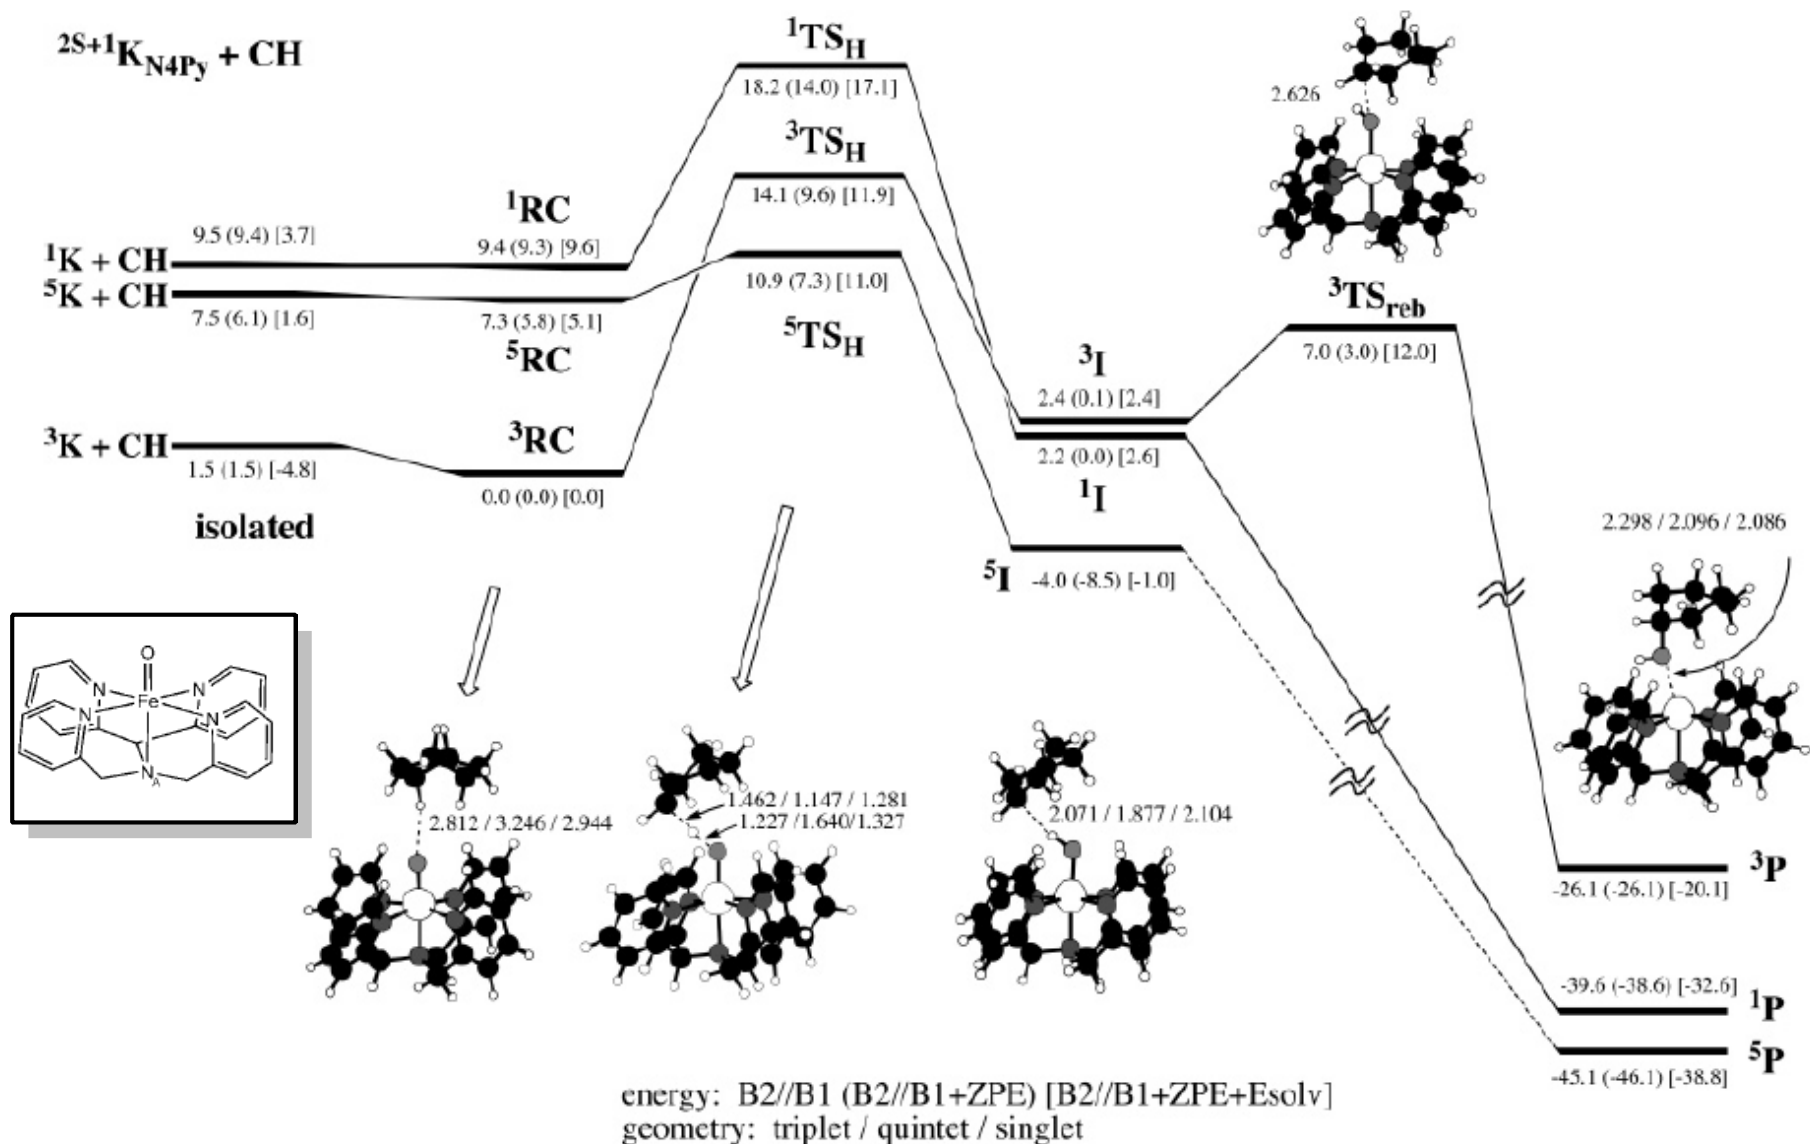 2S+1K_N4Py + CH
1TS_H
18.2 (14.0) [17.1]
3TS_H
14.1 (9.6) [11.9]
1RC
9.4 (9.3) [9.6]
9.5 (9.4) [3.7]
1K + CH
5K + CH
7.5 (6.1) [1.6]
7.3 (5.8) [5.1]
5RC
10.9 (7.3) [11.0]
5TS_H
3K + CH
1.5 (1.5) [-4.8]
3RC
0.0 (0.0) [0.0]
isolated
2.626
3TS_reb
7.0 (3.0) [12.0]
3I
2.4 (0.1) [2.4]
2.2 (0.0) [2.6]
1I
5I
-4.0 (-8.5) [-1.0]
2.298 / 2.096 / 2.086
O
N N
Fe
N N
N_A
2.812 / 3.246 / 2.944
1.462 / 1.147 / 1.281
1.227 /1.640/1.327
2.071 / 1.877 / 2.104
3P
-26.1 (-26.1) [-20.1]
-39.6 (-38.6) [-32.6]
1P
5P
-45.1 (-46.1) [-38.8]
energy: B2//B1 (B2//B1+ZPE) [B2//B1+ZPE+Esolv]
geometry: triplet / quintet / singlet